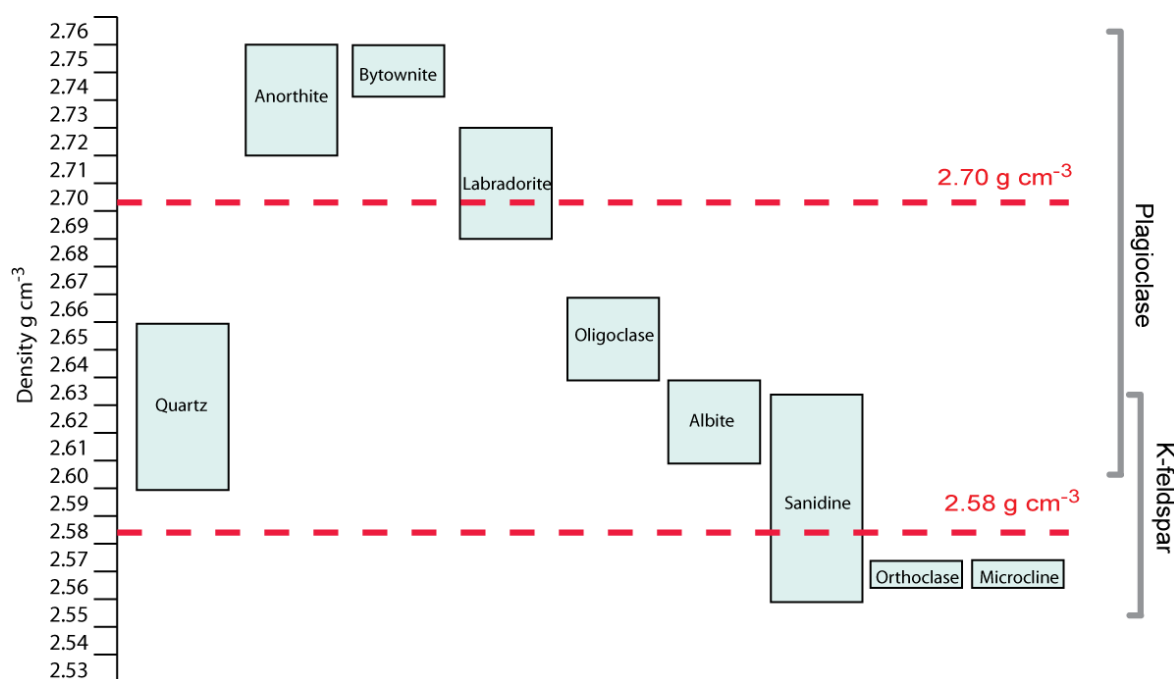 Density g cm-3
2.76
2.75
2.74
2.73
2.72
2.71
2.70
2.69
2.68
2.67
2.66
2.65
2.64
2.63
2.62
2.61
2.60
2.59
2.58
2.57
2.56
2.55
2.54
2.53
Anorthite
Bytownite
Labradorite
2.70 g cm-3
Oligoclase
Quartz
Albite
Sanidine
2.58 g cm-3
Orthoclase
Microcline
Plagioclase
K-feldspar